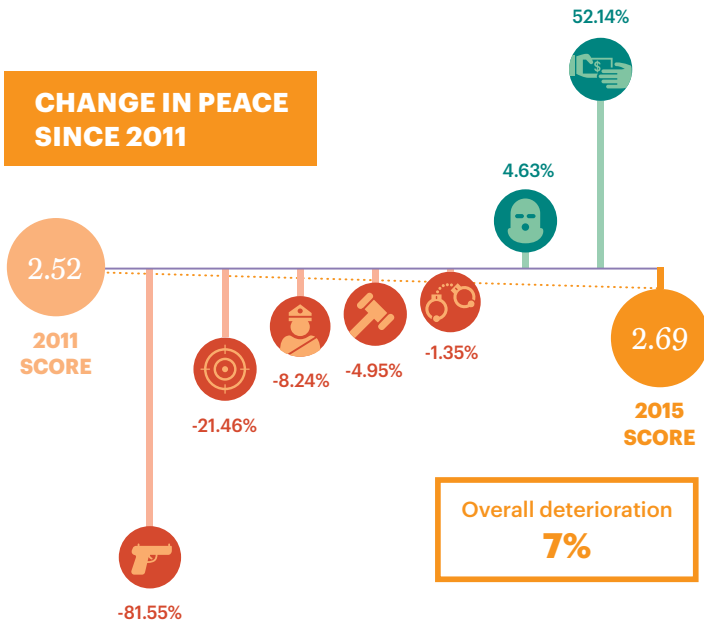 52.14%
CHANGE IN PEACE
SINCE 2011
4.63%
2.52
2011
SCORE
-81.55%
-21.46%
-8.24%
-4.95%
-1.35%
$
2.69
2015
SCORE
Overall deterioration
7%